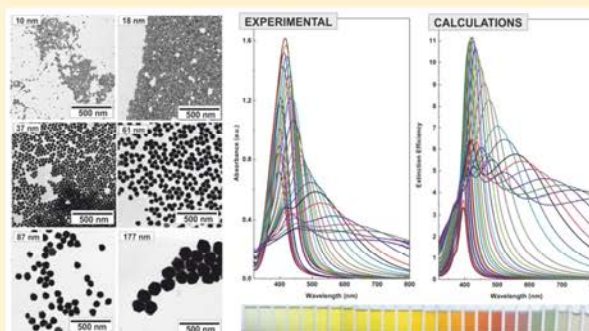 10 nm
18 nm
500 nm
500 nm
37 nm
61 nm
500 nm
500 nm
87 nm
177 nm
500 nm
500 nm
EXPERIMENTAL
Absorbance (a.u.)
1.6
1.2
0.8
0.4
0.0
400 500 600 700 800
Wavelength (nm)
CALCULATIONS
Extinction Efficiency
11
10
9
8
7
6
5
4
3
2
1
0
400 500 600 700
Wavelength (nm)